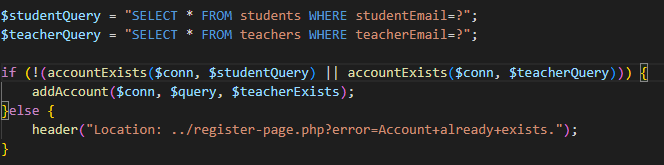 $studentQuery = "SELECT * FROM students WHERE studentEmail=?";
$teacherQuery = "SELECT * FROM teachers WHERE teacherEmail=?";

if (!(accountExists($conn, $studentQuery) || accountExists($conn, $teacherQuery))) {
    addAccount($conn, $query, $teacherExists);
}else {
    header("Location: ../register-page.php?error=Account+already+exists.");
}